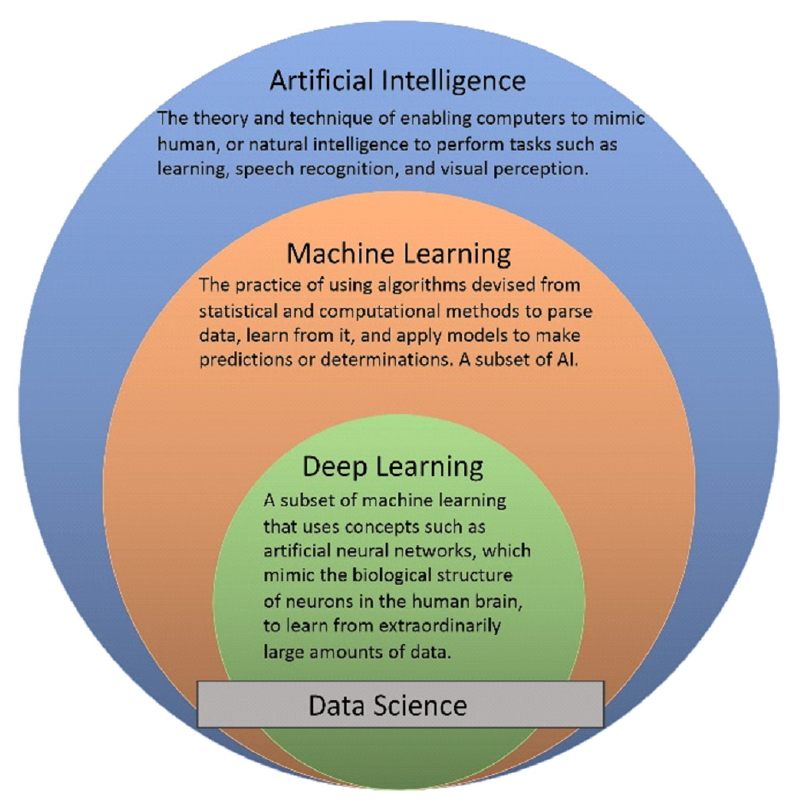 Artificial Intelligence
The theory and technique of enabling computers to mimic
human, or natural intelligence to perform tasks such as
learning, speech recognition, and visual perception.
Machine Learning
The practice of using algorithms devised from
statistical and computational methods to parse
data, learn from it, and apply models to make
predictions or determinations. A subset of AI.
Deep Learning
A subset of machine learning
that uses concepts such as
artificial neural networks, which
mimic the biological structure
of neurons in the human brain,
to learn from extraordinarily
large amounts of data.
Data Science